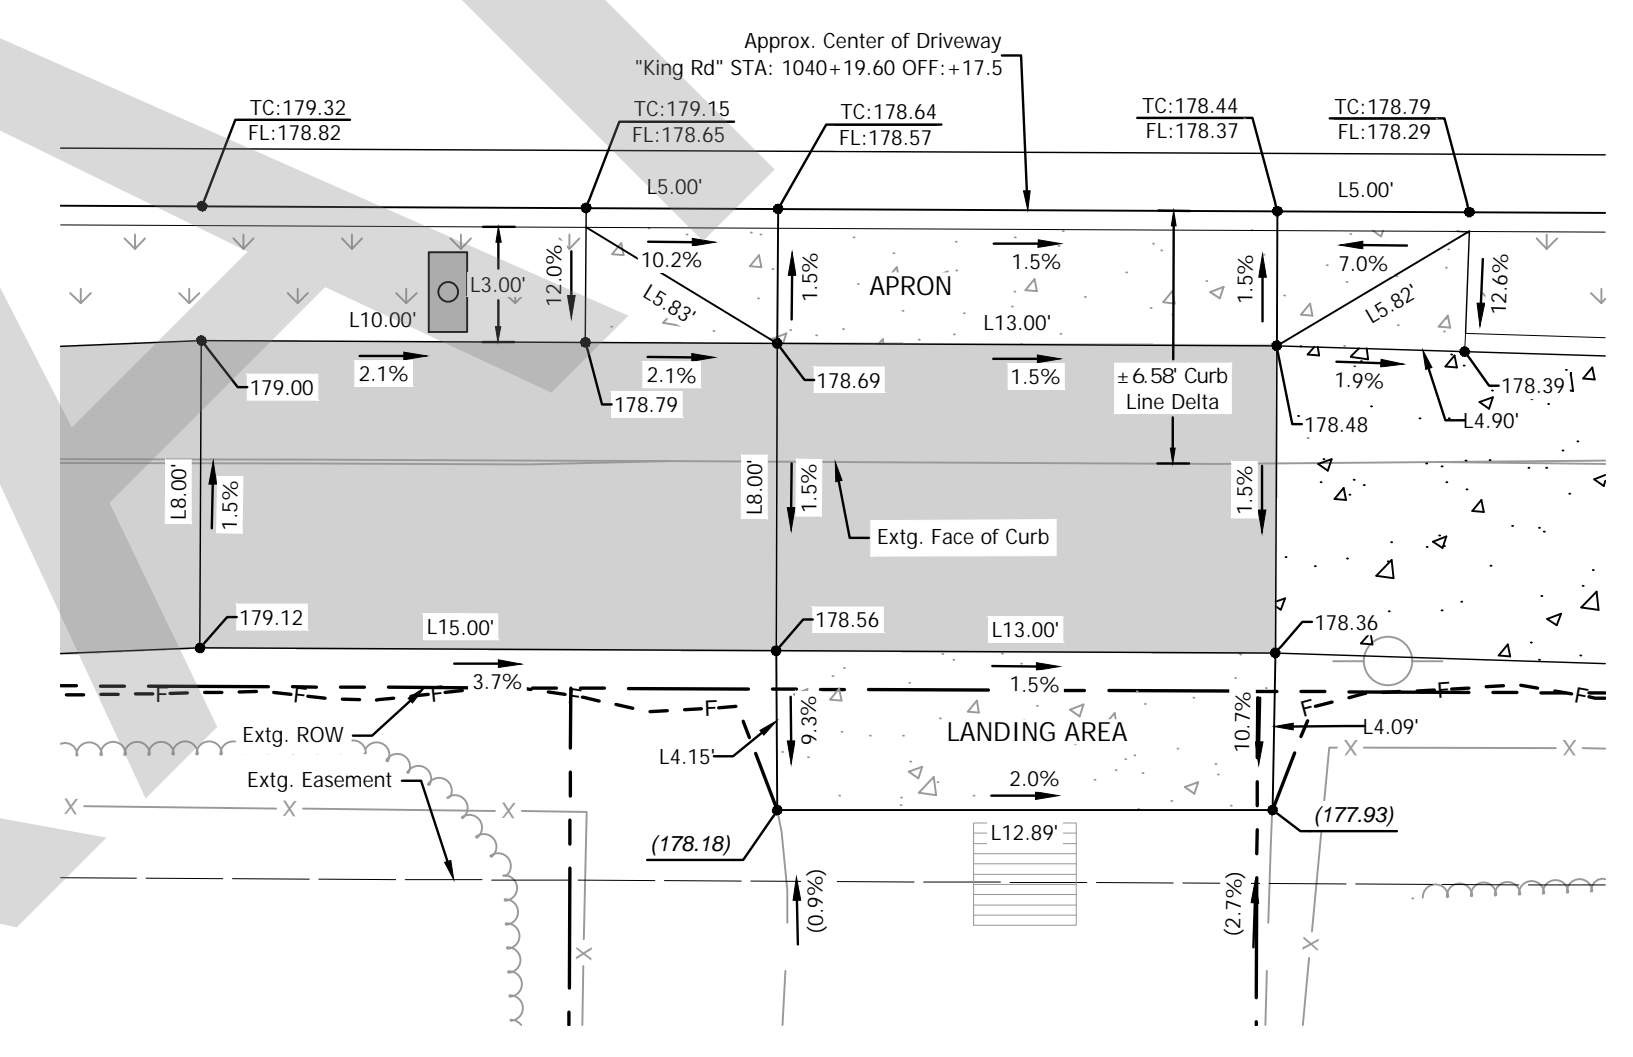 Approx. Center of Driveway
"King Rd" STA: 1040+19.60 OFF:+17.5
TC:179.32
FL:178.82
TC:179.15
FL:178.65
TC:178.64
FL:178.57
TC:178.44
FL:178.37
TC:178.79
FL:178.29
L5.00'
L5.00'
10.2%
1.5%
7.0%
12.0%
1.5%
1.5%
12.6%
L3.00'
L5.83'
APRON
L5.82'
L10.00'
L13.00'
2.1%
2.1%
1.5%
1.9%
±6.58' Curb
Line Delta
179.00
178.79
178.69
178.48
178.39
L4.90'
L8.00'
1.5%
L8.00'
1.5%
1.5%
Extg. Face of Curb
179.12
L15.00'
178.56
L13.00'
178.36
3.7%
1.5%
F
F
F
F
F
F
F
F
9.3%
10.7%
LANDING AREA
L4.15'
L4.09'
Extg. ROW
Extg. Easement
2.0%
X
X
X
X
X
X
X
(178.18)
L12.89'
(177.93)
(0.9%)
(2.7%)